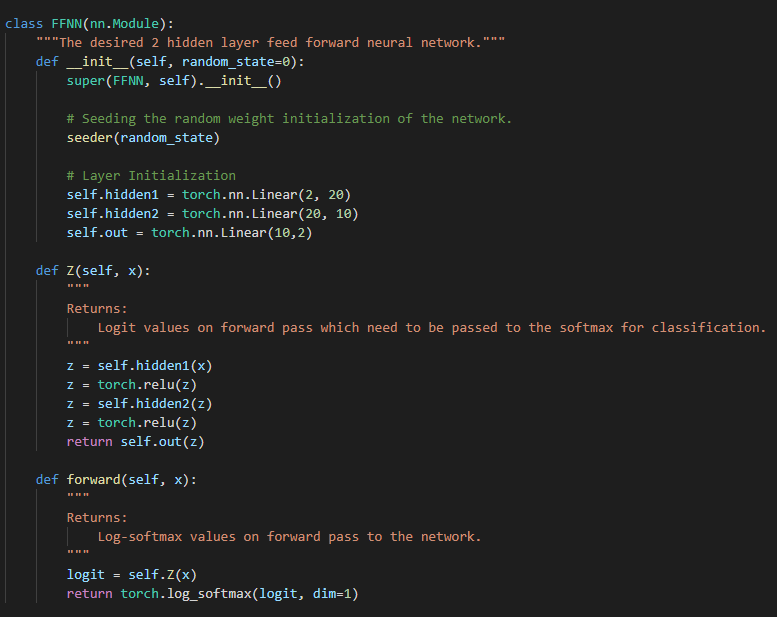 class FFNN(nn.Module):
    """The desired 2 hidden layer feed forward neural network."""
    def __init__(self, random_state=0):
        super(FFNN, self).__init__()

        # Seeding the random weight initialization of the network.
        seeder(random_state)

        # Layer Initialization
        self.hidden1 = torch.nn.Linear(2, 20)
        self.hidden2 = torch.nn.Linear(20, 10)
        self.out = torch.nn.Linear(10,2)

    def Z(self, x):
        """
        Returns:
            Logit values on forward pass which need to be passed to the softmax for classification.
        """
        z = self.hidden1(x)
        z = torch.relu(z)
        z = self.hidden2(z)
        z = torch.relu(z)
        return self.out(z)

    def forward(self, x):
        """
        Returns:
            Log-softmax values on forward pass to the network.
        """
        logit = self.Z(x)
        return torch.log_softmax(logit, dim=1)